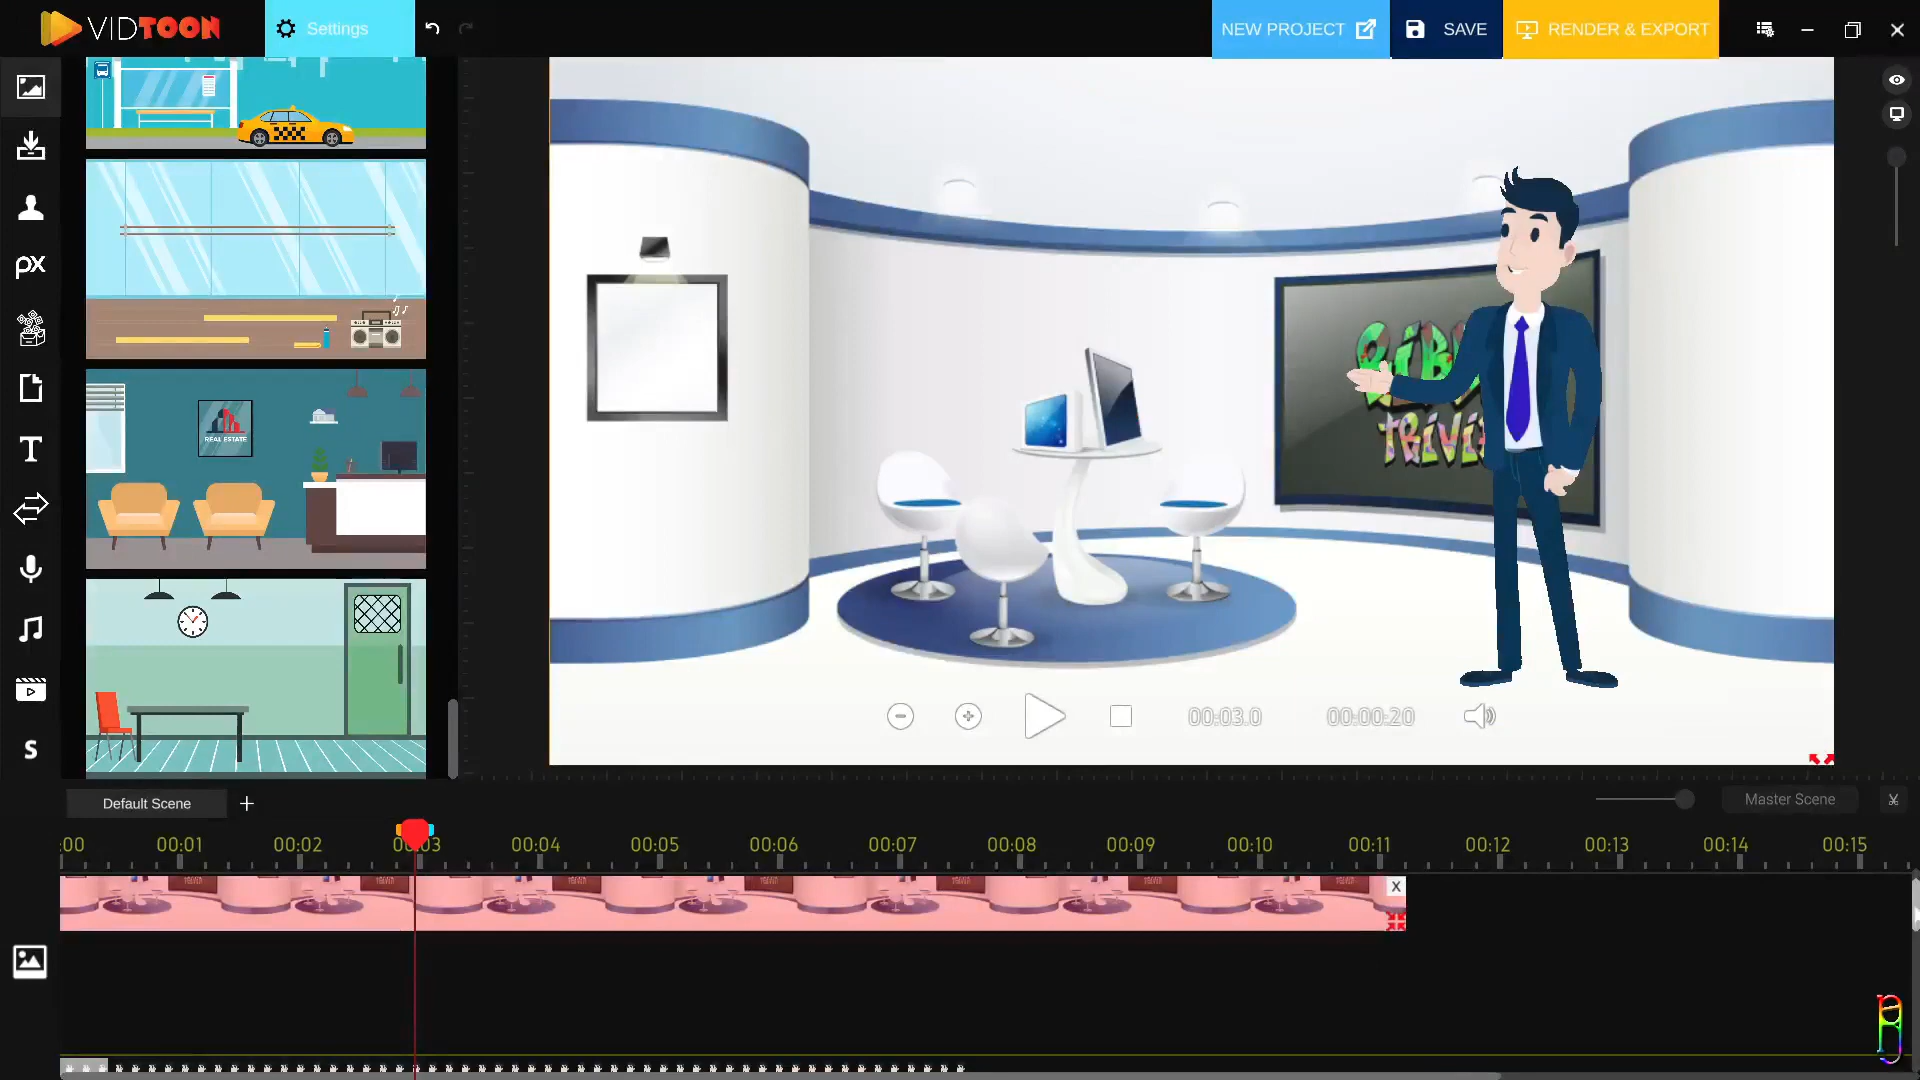 VIDTOON
Settings
NEW PROJECT
SAVE
RENDER & EXPORT
px
T
S
REAL ESTATE
TRIVI
00:03.0
00:00:20
Default Scene
+
Master Scene
:00
00:01
00:02
00:03
00:04
00:05
00:06
00:07
00:08
00:09
00:10
00:11
00:12
00:13
00:14
00:15
X